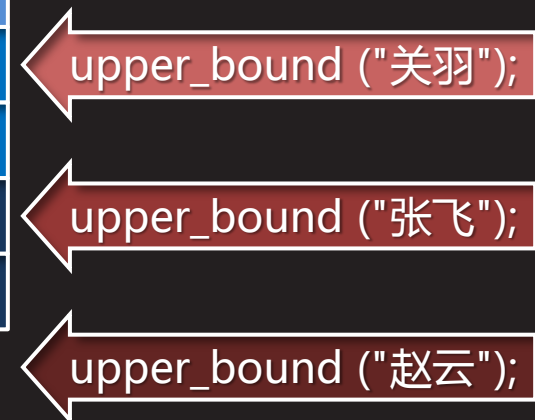 upper_bound ("关羽");
upper_bound ("张飞");
upper_bound ("赵云");